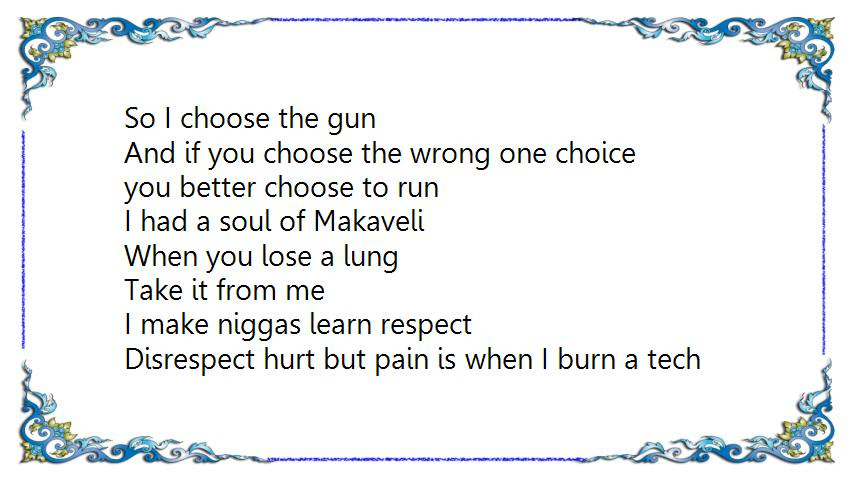 So I choose the gun
And if you choose the wrong one choice
you better choose to run
I had a soul of Makaveli
When you lose a lung
Take it from me
I make niggas learn respect
Disrespect hurt but pain is when I burn a tech